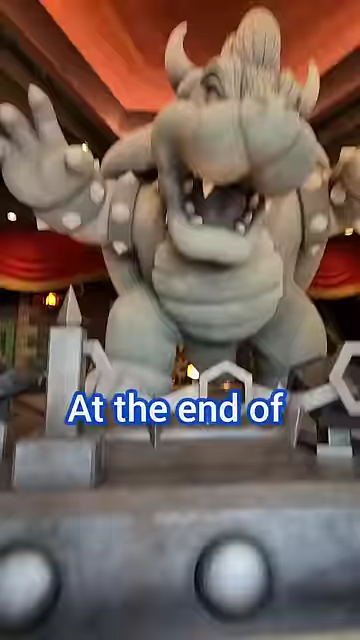 At the end of